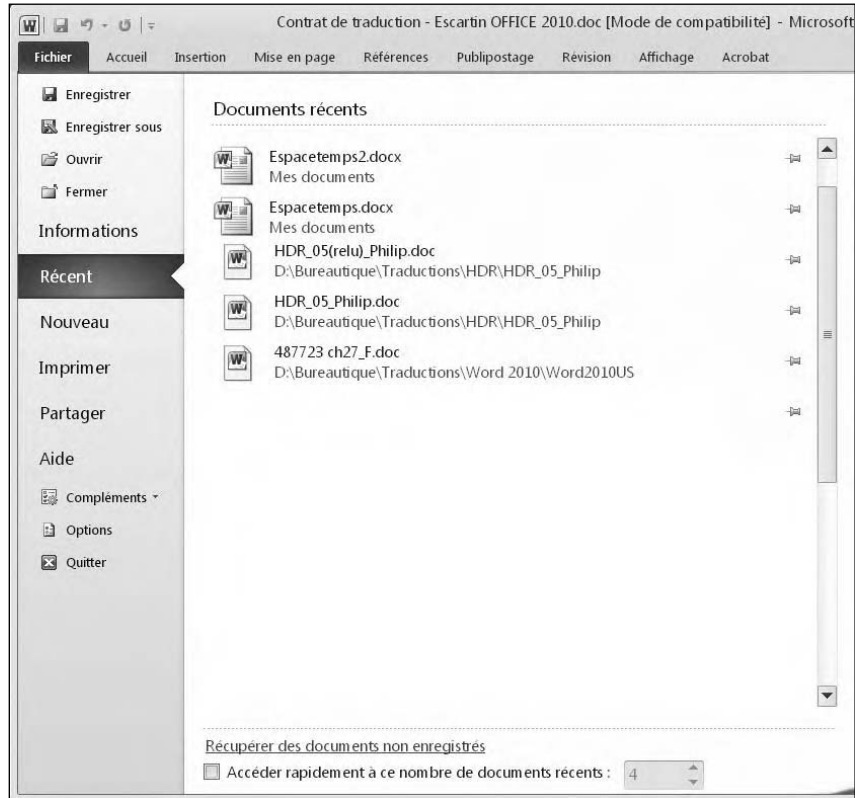 Contrat de traduction - Escartin OFFICE 2010.doc [Mode de compatibilité] - Microsoft
Fichier Accueil Insertion Mise en page Références Publipostage Révision Affichage Acrobat
Enregistrer
Enregistrer sous
Ouvrir
Fermer
Informations
Récent
Nouveau
Imprimer
Partager
Aide
Compléments
Options
Quitter
Documents récents
Espacetemps2.docx
Mes documents
Espacetemps.docx
Mes documents
HDR_05(relu)_Philip.doc
D:\Bureautique\Traductions\HDR\HDR_05_Philip
HDR_05_Philip.doc
D:\Bureautique\Traductions\HDR\HDR_05_Philip
487723 ch27_F.doc
D:\Bureautique\Traductions\Word 2010\Word2010US
Récupérer des documents non enregistrés
Accéder rapidement à ce nombre de documents récents : 4